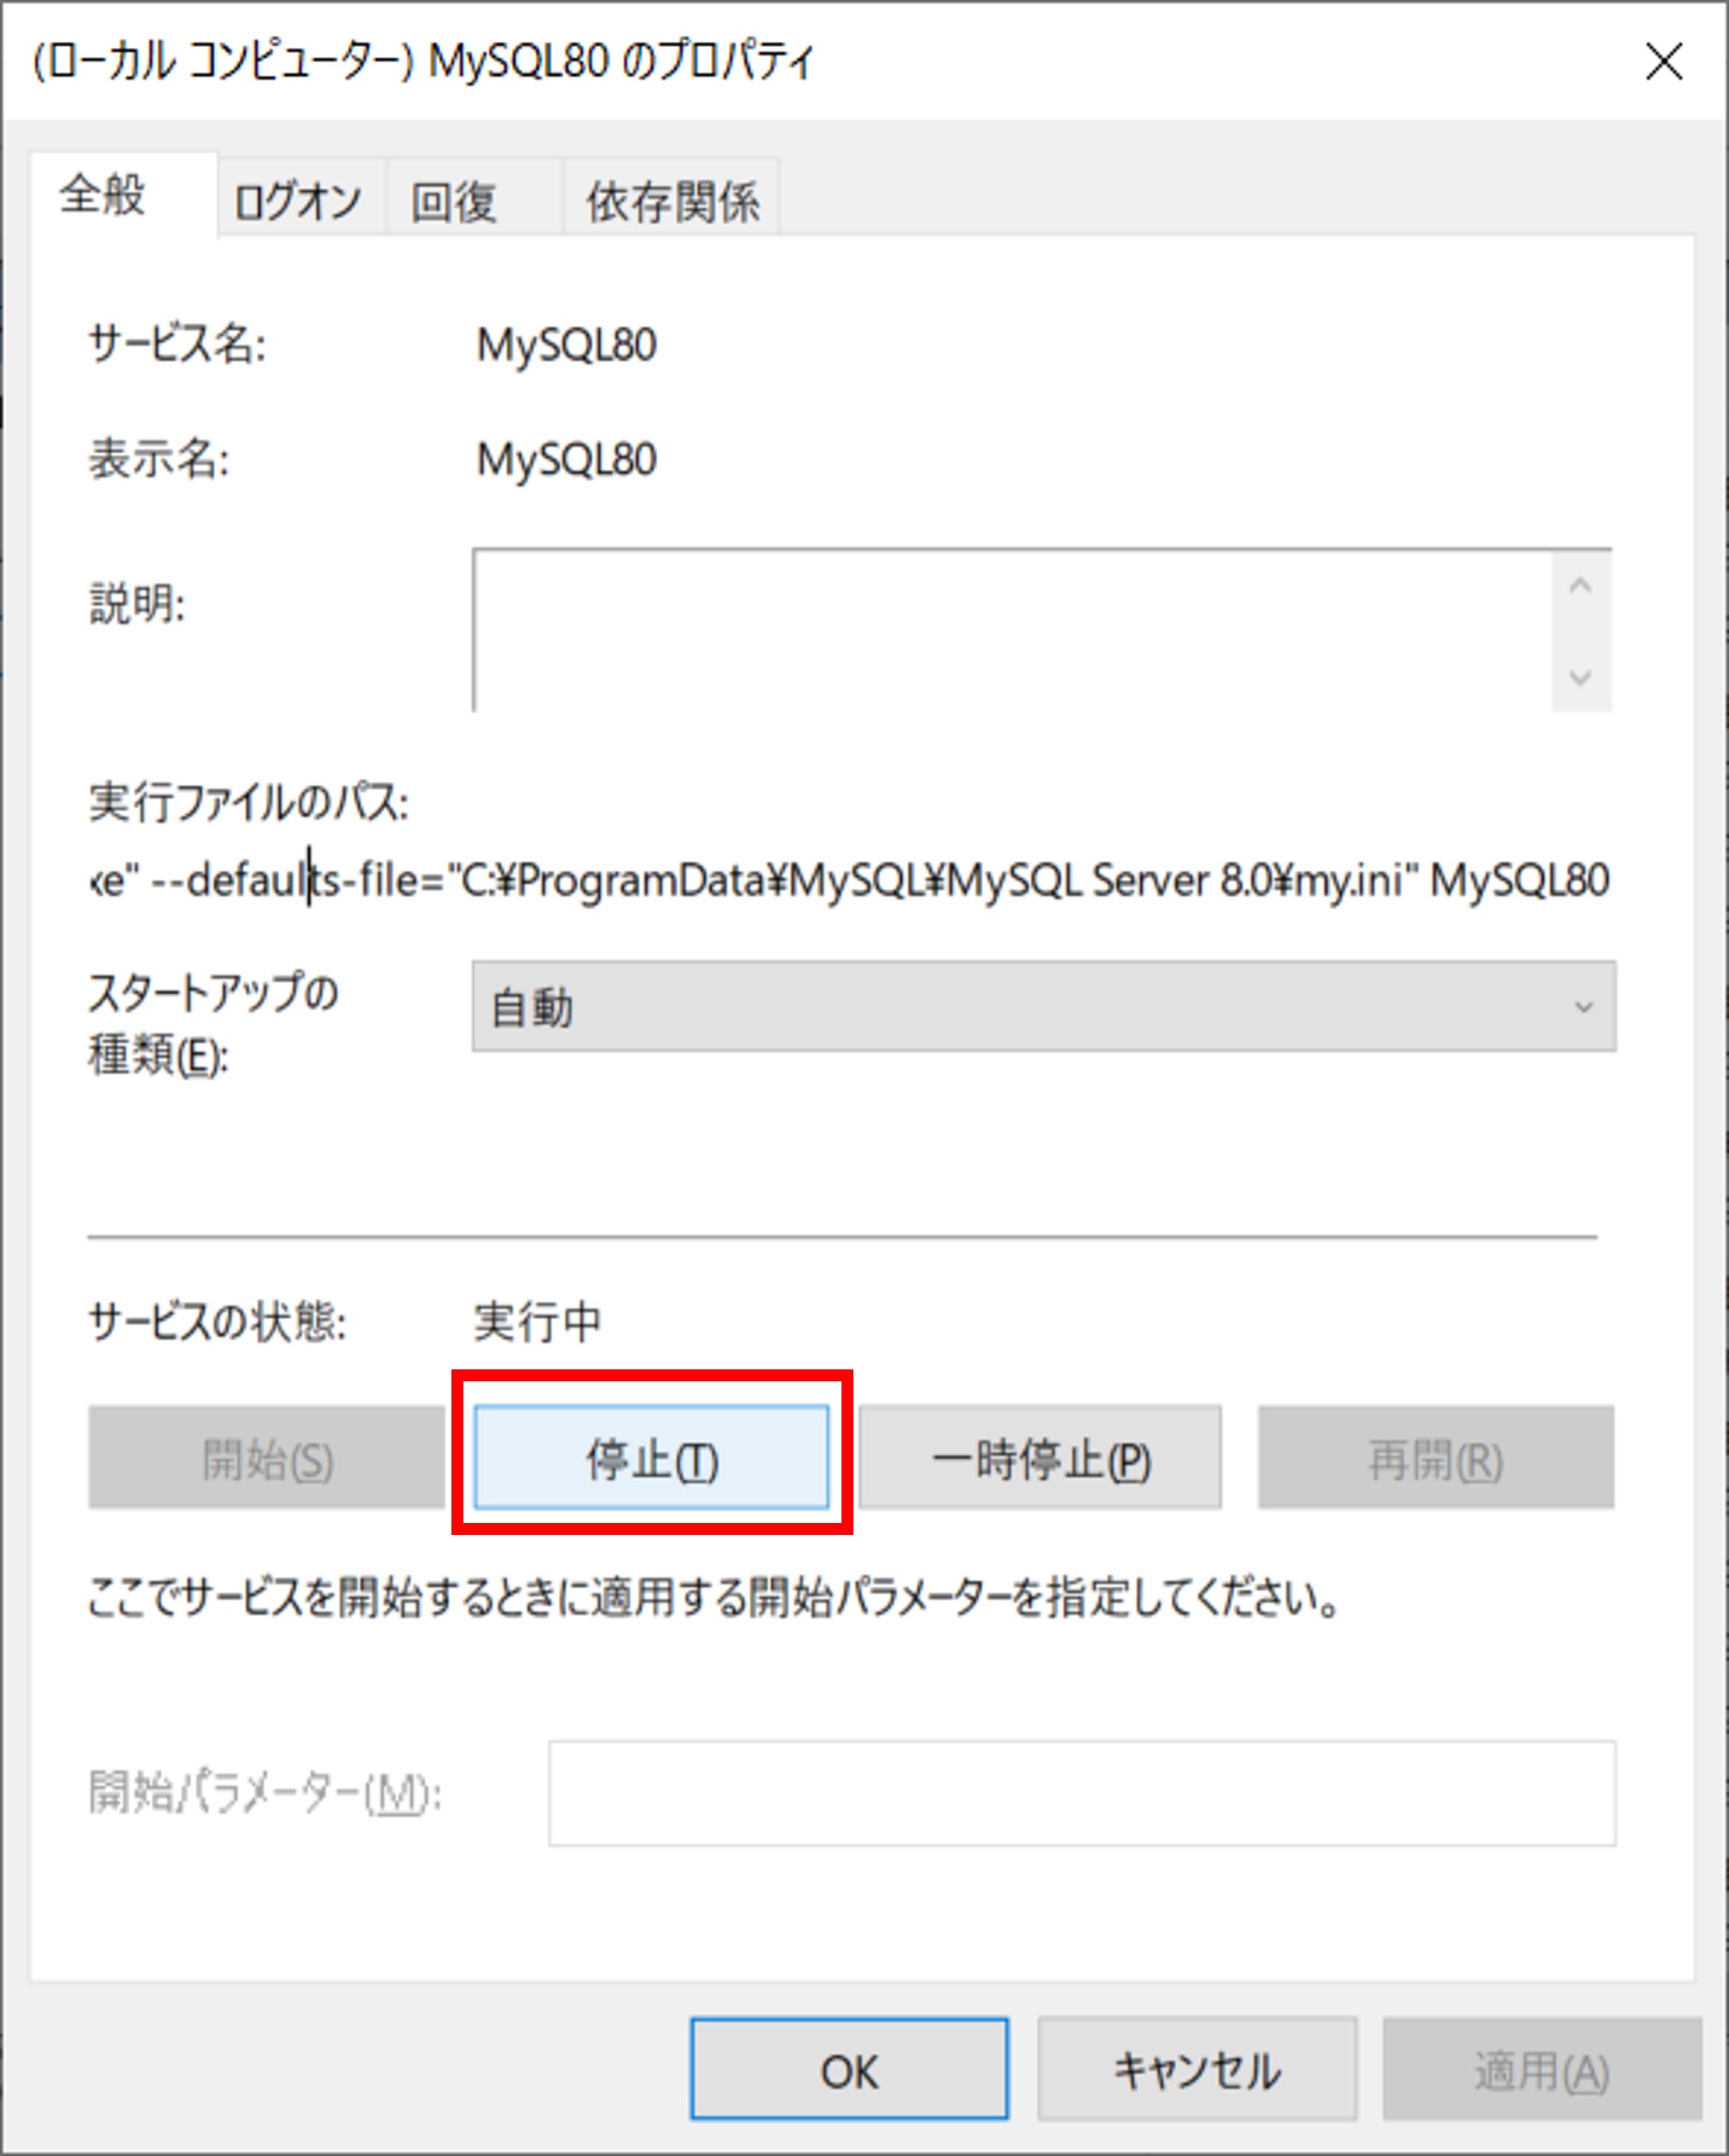 (ローカル コンピューター) MySQL80 のプロパティ
全般 ログオン 回復 依存関係
サービス名: MySQL80
表示名: MySQL80
説明:
実行ファイルのパス:
xe" --defaults-file="C:¥ProgramData¥MySQL¥MySQL Server 8.0¥my.ini" MySQL80
スタートアップの
種類(E): 自動
サービスの状態: 実行中
開始(S) 停止(T) 一時停止(P) 再開(R)
ここでサービスを開始するときに適用する開始パラメーターを指定してください。
開始パラメーター(M):
OK キャンセル 適用(A)